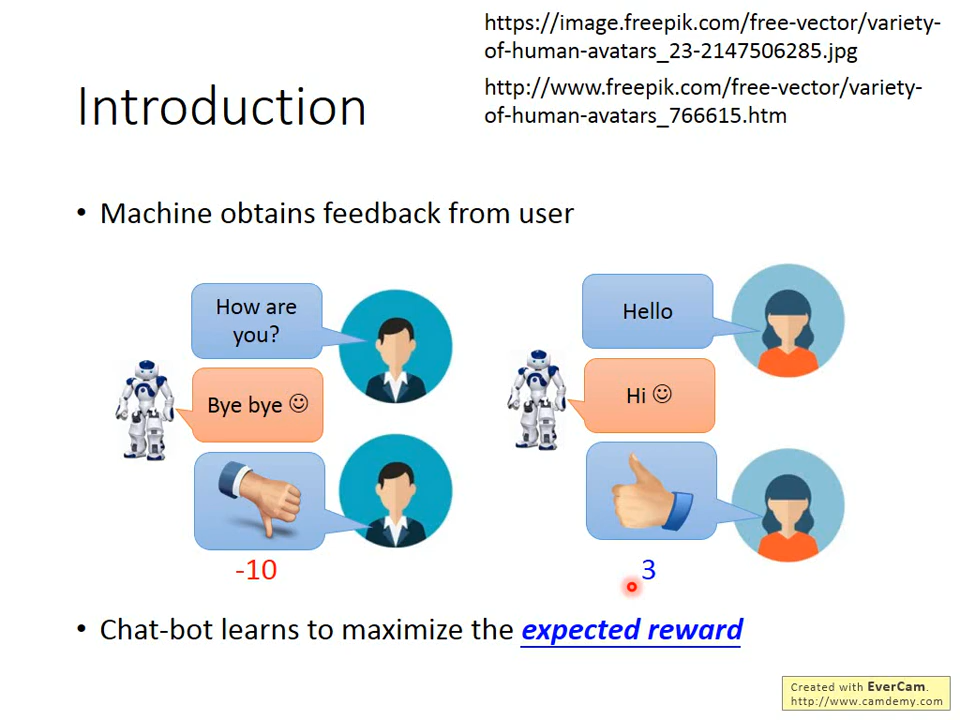 https://image.freepik.com/free-vector/variety-
of-human-avatars_23-2147506285.jpg
http://www.freepik.com/free-vector/variety-
of-human-avatars_766615.htm
Introduction
• Machine obtains feedback from user
How are
you?
Bye bye ☺
-10
Hello
Hi ☺
3
• Chat-bot learns to maximize the expected reward
Created with EverCam.
http://www.camdemy.com